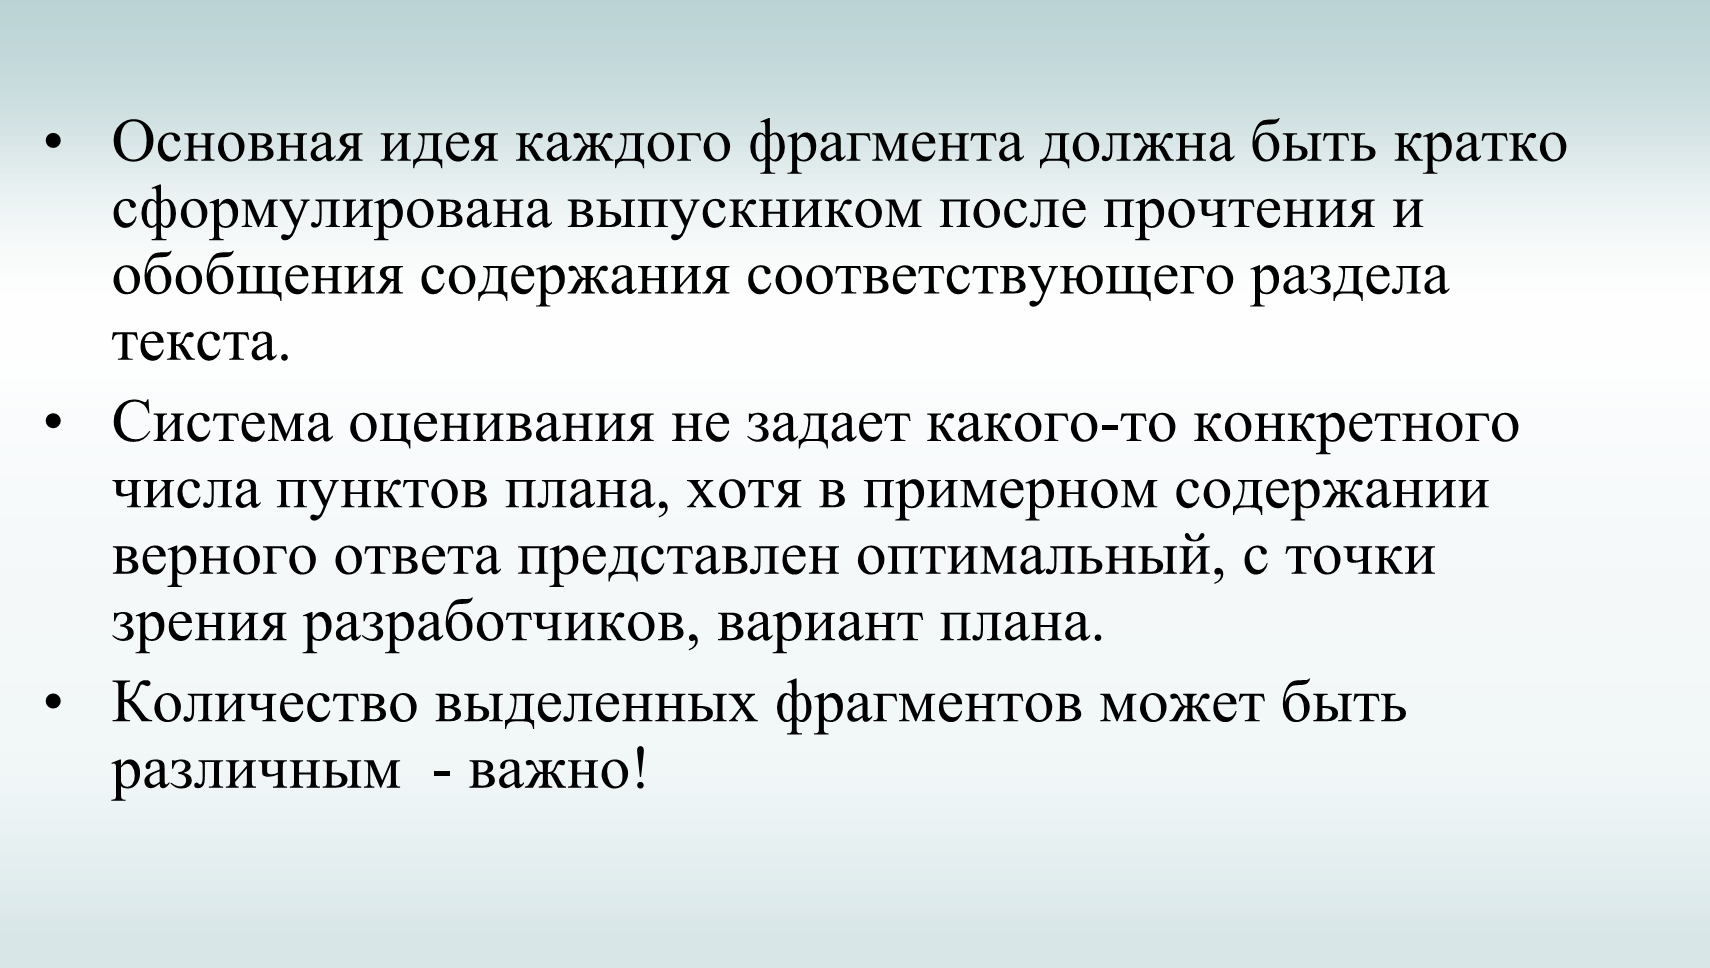 • Основная идея каждого фрагмента должна быть кратко
сформулирована выпускником после прочтения и
обобщения содержания соответствующего раздела
текста.
• Система оценивания не задает какого-то конкретного
числа пунктов плана, хотя в примерном содержании
верного ответа представлен оптимальный, с точки
зрения разработчиков, вариант плана.
• Количество выделенных фрагментов может быть
различным  - важно!